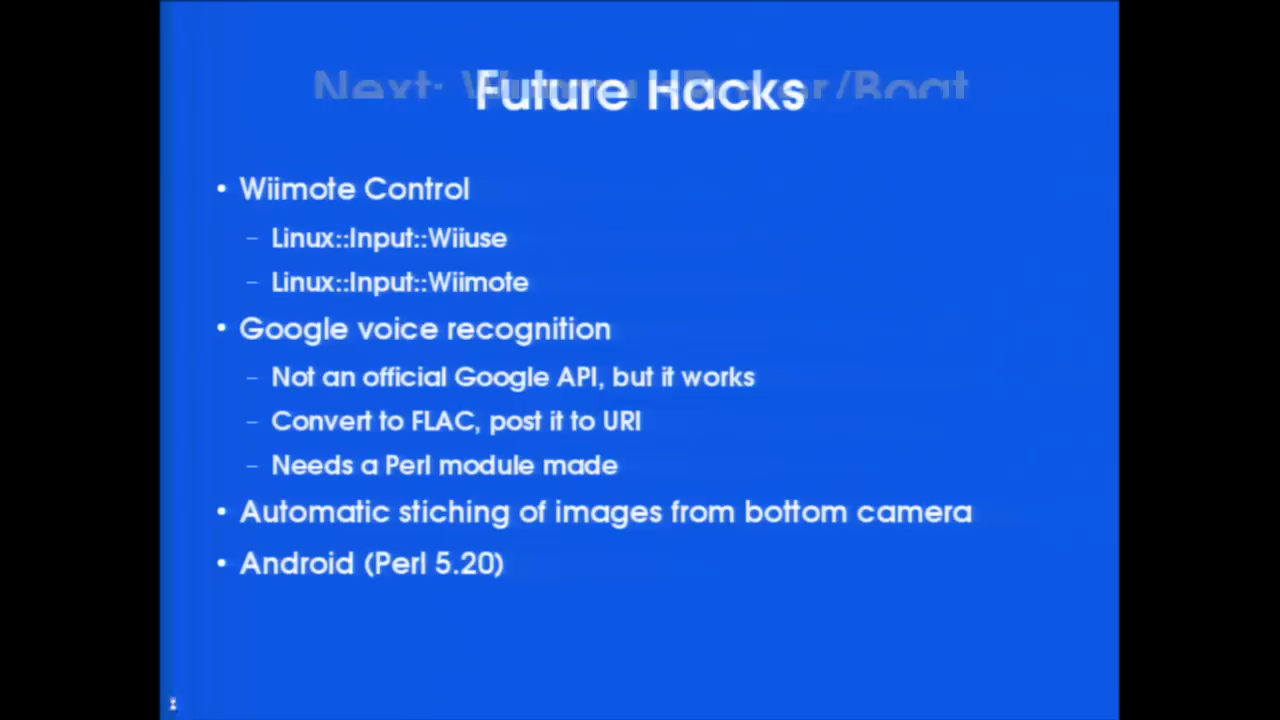 Future Hacks
• Wiimote Control
– Linux::Input::Wiiuse
– Linux::Input::Wiimote
• Google voice recognition
– Not an official Google API, but it works
– Convert to FLAC, post it to URI
– Needs a Perl module made
• Automatic stiching of images from bottom camera
• Android (Perl 5.20)